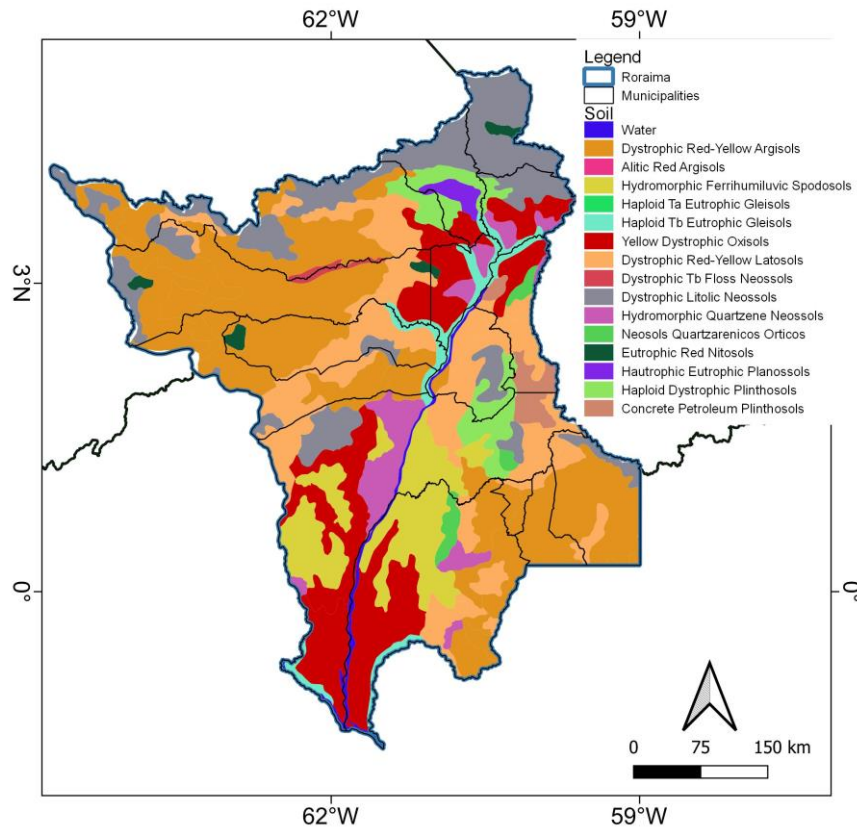 62°W
59°W
Legend
Roraima
Municipalities
Soil
Water
Dystrophic Red-Yellow Argisols
Alitic Red Argisols
Hydromorphic Ferrihumiluvic Spodosols
Haploid Ta Eutrophic Gleisols
Haploid Tb Eutrophic Gleisols
Yellow Dystrophic Oxisols
Dystrophic Red-Yellow Latosols
Dystrophic Tb Floss Neossols
Dystrophic Litolic Neossols
Hydromorphic Quartzene Neossols
Neosols Quartzarenicos Orticos
Eutrophic Red Nitosols
Hautrophic Eutrophic Planossols
Haploid Dystrophic Plinthosols
Concrete Petroleum Plinthosols
3°N
0°
0°
0 75 150 km
62°W
59°W